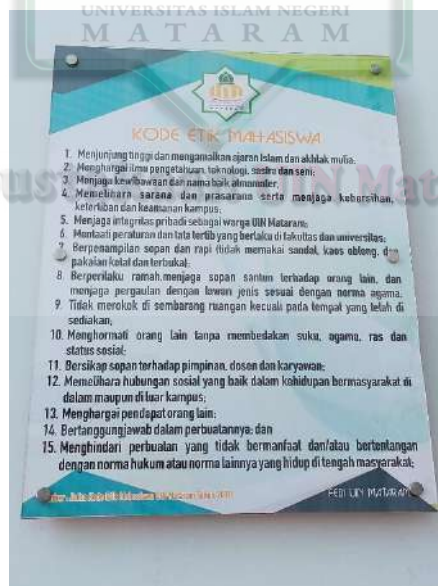 UNIVERSITAS ISLAM NEGERI
MATARAM
KODE ETIK MAHASISWA
1. Menjunjung tinggi dan mengamalkan ajaran Islam dan akhlak mulia;
2. Menghargai ilmu pengetahuan, teknologi, sastra dan seni;
3. Menjaga kewibawaan dan nama baik almamater;
4. Memelihara sarana dan prasarana serta menjaga kebersihan,
ketertiban dan keamanan kampus;
5. Menjaga integritas pribadi sebagai warga UIN Mataram;
6. Mentaati peraturan dan tata tertib yang berlaku di fakultas dan universitas;
7. Berpenampilan sopan dan rapi (tidak memakai sandal, kaos oblong, dan
pakaian ketat dan terbuka);
8. Berperilaku ramah, menjaga sopan santun terhadap orang lain, dan
menjaga pergaulan dengan lawan jenis sesuai dengan norma agama.
9. Tidak merokok di sembarang ruangan kecuali pada tempat yang telah di
sediakan;
10. Menghormati orang lain tanpa membedakan suku, agama, ras dan
status sosial;
11. Bersikap sopan terhadap pimpinan, dosen dan karyawan;
12. Memelihara hubungan sosial yang baik dalam kehidupan bermasyarakat di
dalam maupun di luar kampus;
13. Menghargai pendapat orang lain;
14. Bertanggungjawab dalam perbuatannya; dan
15. Menghindari perbuatan yang tidak bermanfaat dan/atau bertentangan
dengan norma hukum atau norma lainnya yang hidup di tengah masyarakat;
FEBI UIN MATARAM